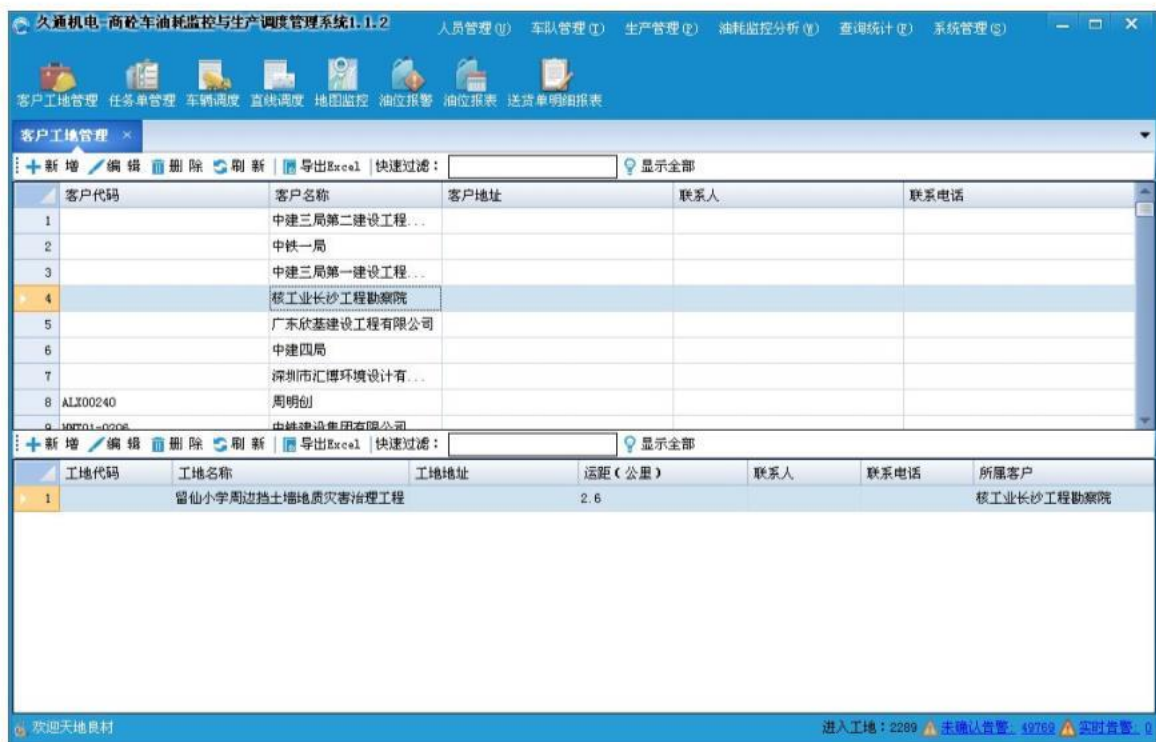 久通机电-商砼车油耗监控与生产调度管理系统1.1.2 人员管理(U) 车队管理(T) 生产管理(P) 油耗监控分析(W) 查询统计(P) 系统管理(S)
客户工地管理 任务单管理 车辆调度 直线调度 地图监控 油位报警 油位报表 送货单明细报表
客户工地管理 ×
新 增 编 辑 删 除 刷 新 导出Excel 快速过滤： 显示全部
客户代码 客户名称 客户地址 联系人 联系电话
1 中建三局第二建设工程...
2 中铁一局
3 中建三局第一建设工程...
4 核工业长沙工程勘察院
5 广东欣基建设工程有限公司
6 中建四局
7 深圳市汇博环境设计有...
8 ALX00240 周明创
9 HNT01-0206 中铁建设集团有限公司
新 增 编 辑 删 除 刷 新 导出Excel 快速过滤： 显示全部
工地代码 工地名称 工地地址 运距(公里) 联系人 联系电话 所属客户
1 留仙小学周边挡土墙地质灾害治理工程 2.6 核工业长沙工程勘察院
欢迎天地良材 进入工地：2289 未确认告警: 49769 实时告警: 0